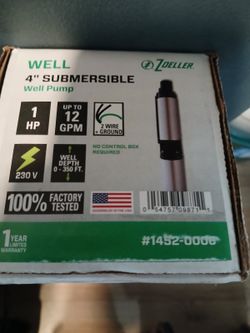 WELL
ZOELLER
4" SUBMERSIBLE
Well Pump
1
HP
UP TO
12
GPM
2 WIRE
+ GROUND
NO CONTROL BOX
REQUIRED
230 V
WELL
DEPTH
0 - 350 FT.
100%
FACTORY
TESTED
1 YEAR
LIMITED
WARRANTY
#1452-0006